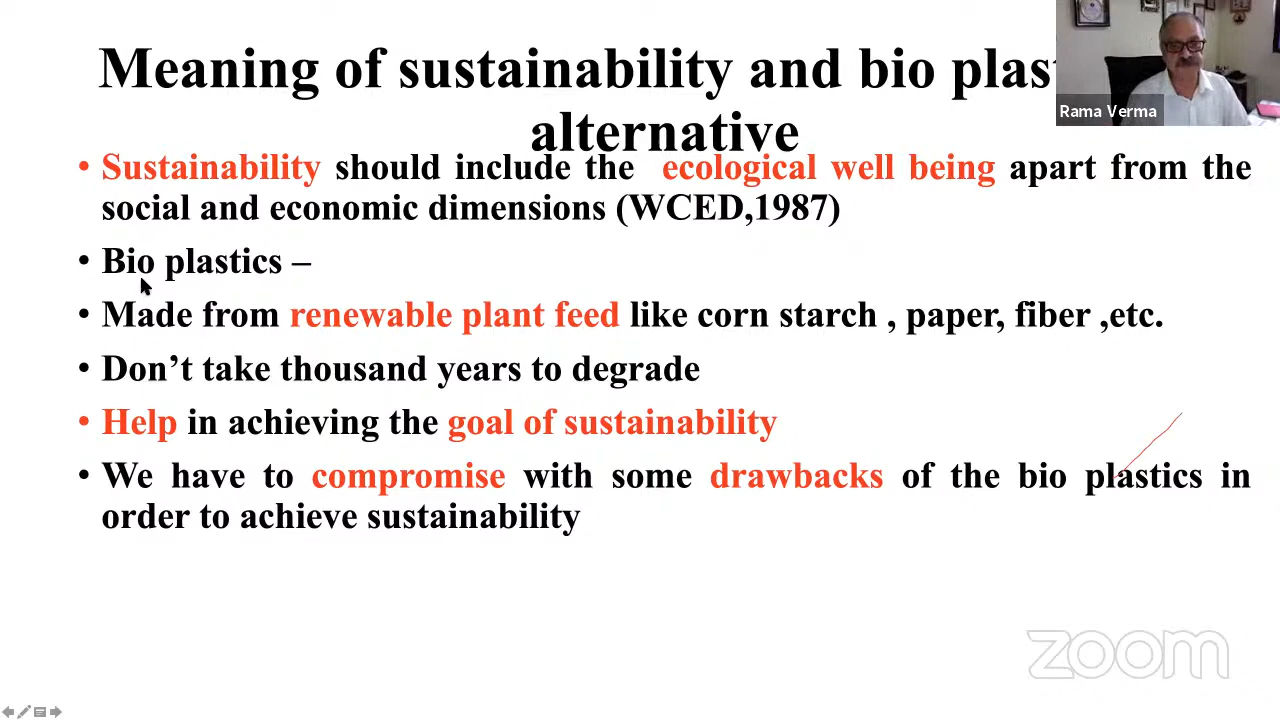 Meaning of sustainability and bio
alternative
Rama Verma
• Sustainability should include the ecological well being apart from the
social and economic dimensions (WCED,1987)
• Bio plastics –
• Made from renewable plant feed like corn starch , paper, fiber ,etc.
• Don’t take thousand years to degrade
• Help in achieving the goal of sustainability
• We have to compromise with some drawbacks of the bio plastics in
order to achieve sustainability
zoom